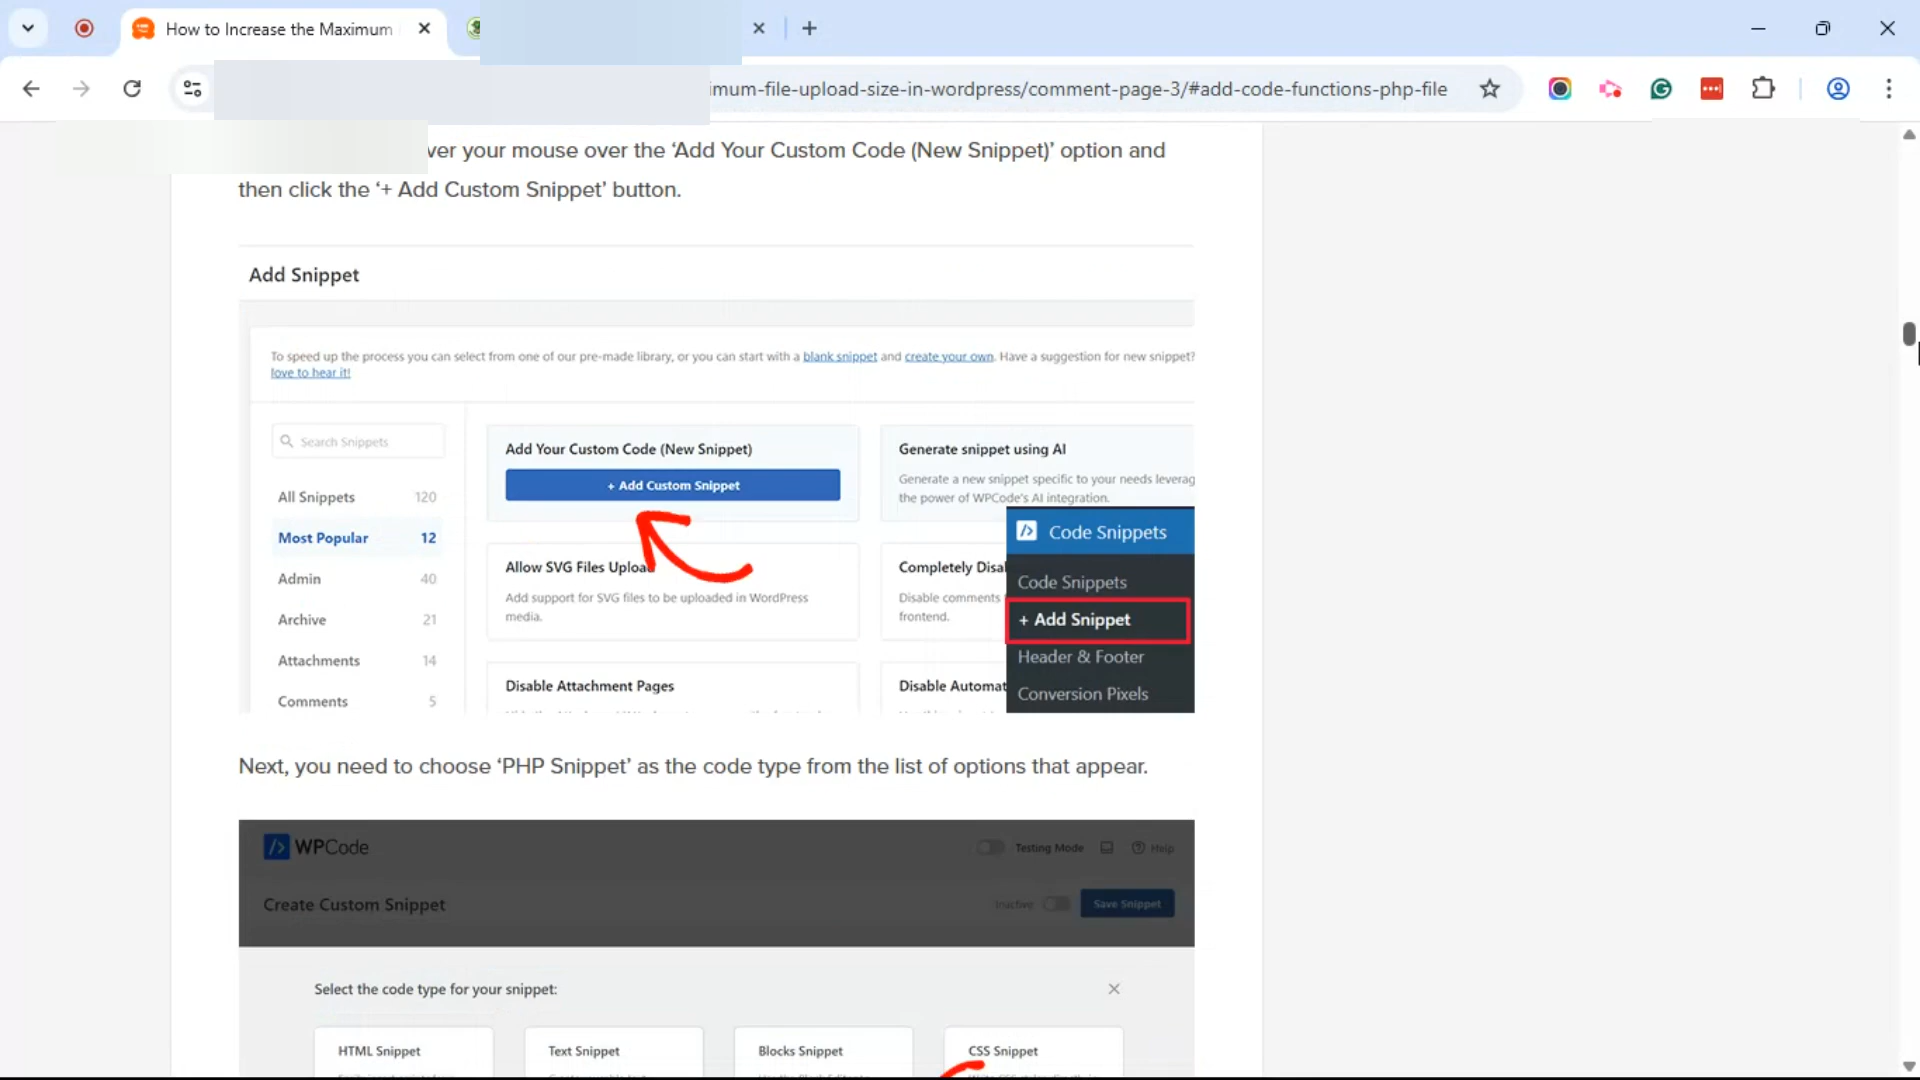 How to Increase the Maximum
imum-file-upload-size-in-wordpress/comment-page-3/#add-code-functions-php-file
ver your mouse over the ‘Add Your Custom Code (New Snippet)’ option and
then click the ‘+ Add Custom Snippet’ button.
Add Snippet
To speed up the process you can select from one of our pre-made library, or you can start with a blank snippet and create your own. Have a suggestion for new snippet?
love to hear it!
Search Snippets
All Snippets 120
Most Popular 12
Admin 40
Archive 21
Attachments 14
Comments 5
Add Your Custom Code (New Snippet)
+ Add Custom Snippet
Generate snippet using AI
Generate a new snippet specific to your needs leverag
the power of WPCode's AI integration.
Allow SVG Files Upload
Add support for SVG files to be uploaded in WordPress
media.
Completely Disa
Disable comments
frontend.
Disable Attachment Pages
Disable Automat
Code Snippets
Code Snippets
+ Add Snippet
Header & Footer
Conversion Pixels
Next, you need to choose ‘PHP Snippet’ as the code type from the list of options that appear.
WPCode
Testing Mode
Help
Create Custom Snippet
Inactive
Save Snippet
Select the code type for your snippet:
HTML Snippet
Text Snippet
Blocks Snippet
CSS Snippet